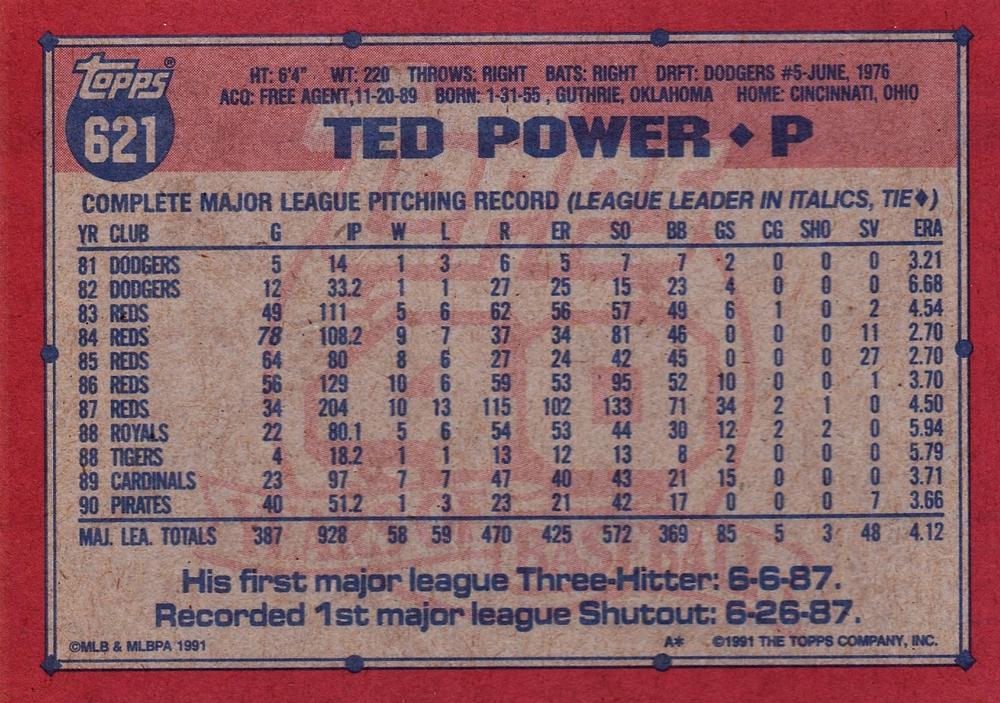 topps®
621
HT: 6'4" WT: 220 THROWS: RIGHT BATS: RIGHT DRFT: DODGERS #5-JUNE, 1976
ACQ: FREE AGENT,11-20-89 BORN: 1-31-55 , GUTHRIE, OKLAHOMA HOME: CINCINNATI, OHIO
TED POWER ♦ P
COMPLETE MAJOR LEAGUE PITCHING RECORD (LEAGUE LEADER IN ITALICS, TIE♦)
YR CLUB G IP W L R ER SO BB GS CG SHO SV ERA
81 DODGERS 5 14 1 3 6 5 7 7 2 0 0 0 3.21
82 DODGERS 12 33.2 1 1 27 25 15 23 4 0 0 0 6.68
83 REDS 49 111 5 6 62 56 57 49 6 1 0 2 4.54
84 REDS 78 108.2 9 7 37 34 81 46 0 0 0 11 2.70
85 REDS 64 80 8 6 27 24 42 45 0 0 0 27 2.70
86 REDS 56 129 10 6 59 53 95 52 10 0 0 1 3.70
87 REDS 34 204 10 13 115 102 133 71 34 2 1 0 4.50
88 ROYALS 22 80.1 5 6 54 53 44 30 12 2 2 0 5.94
88 TIGERS 4 18.2 1 1 13 12 13 8 2 0 0 0 5.79
89 CARDINALS 23 97 7 7 47 40 43 21 15 0 0 0 3.71
90 PIRATES 40 51.2 1 3 23 21 42 17 0 0 0 7 3.66
MAJ. LEA. TOTALS 387 928 58 59 470 425 572 369 85 5 3 48 4.12
His first major league Three-Hitter: 6-6-87.
Recorded 1st major league Shutout: 6-26-87.
©MLB & MLBPA 1991 A* ©1991 THE TOPPS COMPANY, INC.